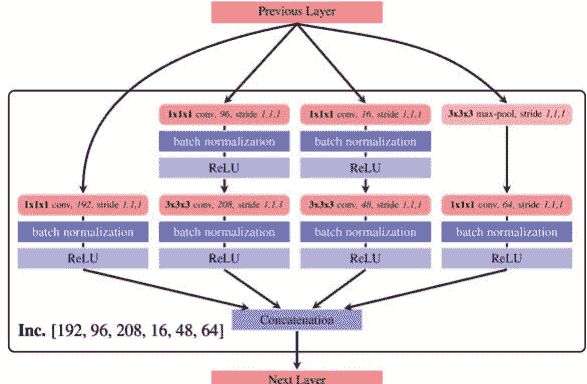 Previous Layer
1x1x1 conv, 96, stride 1,1,1
1x1x1 conv, 16, stride 1,1,1
3x3x3 max-pool, stride 1,1,1
batch normalization
batch normalization
ReLU
ReLU
1x1x1 conv, 192, stride 1,1,1
3x3x3 conv, 208, stride 1,1,1
3x3x3 conv, 48, stride 1,1,1
1x1x1 conv, 64, stride 1,1,1
batch normalization
batch normalization
batch normalization
batch normalization
ReLU
ReLU
ReLU
ReLU
Concatenation
Inc. [192, 96, 208, 16, 48, 64]
Next Layer